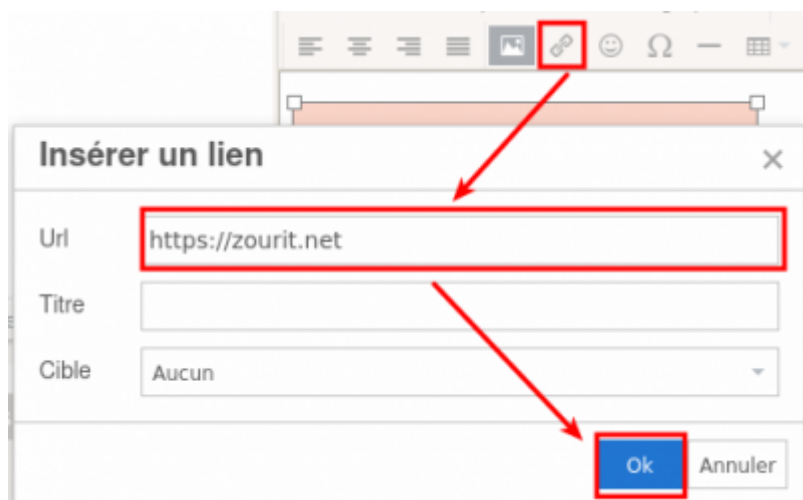 Insérer un lien
Url
https://zourit.net
Titre
Cible
Aucun
Ok
Annuler